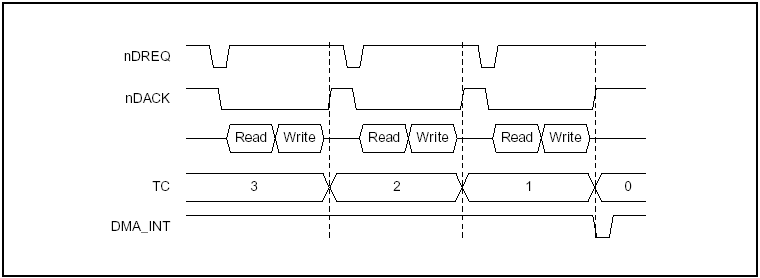 nDREQ
nDACK
Read Write Read Write Read Write
TC 3 2 1 0
DMA_INT